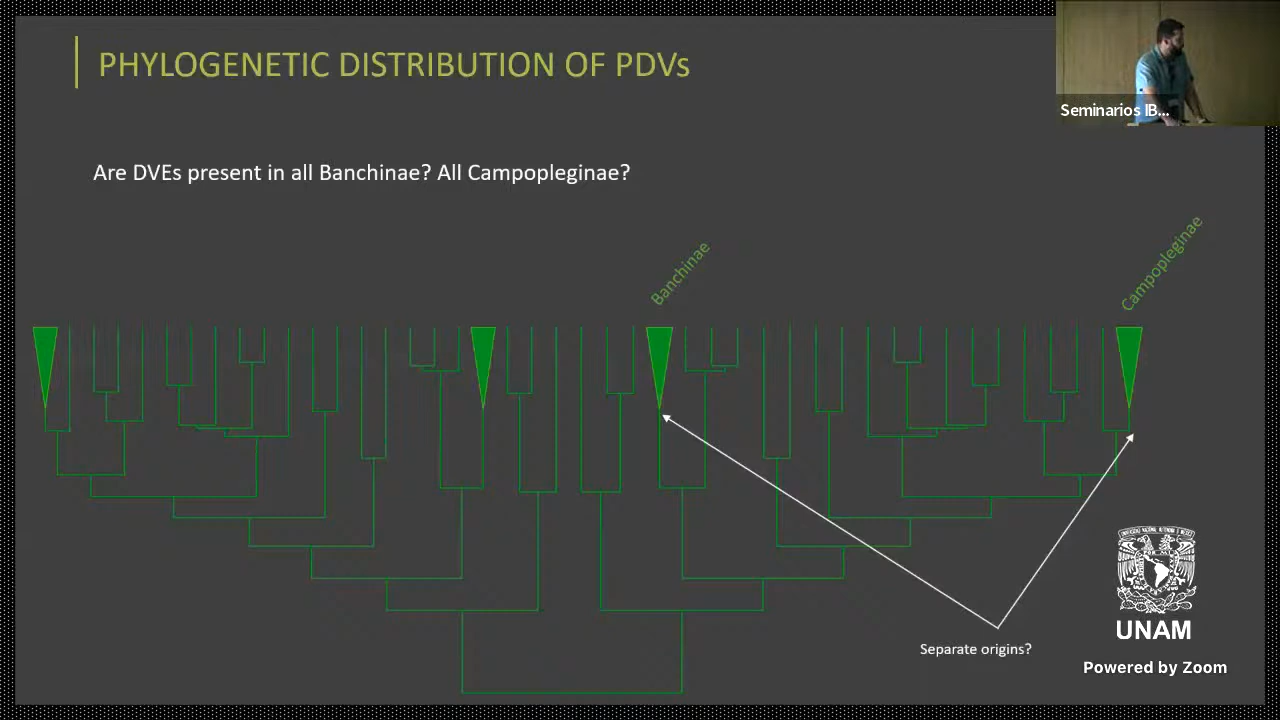 PHYLOGENETIC DISTRIBUTION OF PDVs
Seminarios IB...
Are DVEs present in all Banchinae? All Campopleginae?
Banchinae
Campopleginae
Separate origins?
UNAM
Powered by Zoom